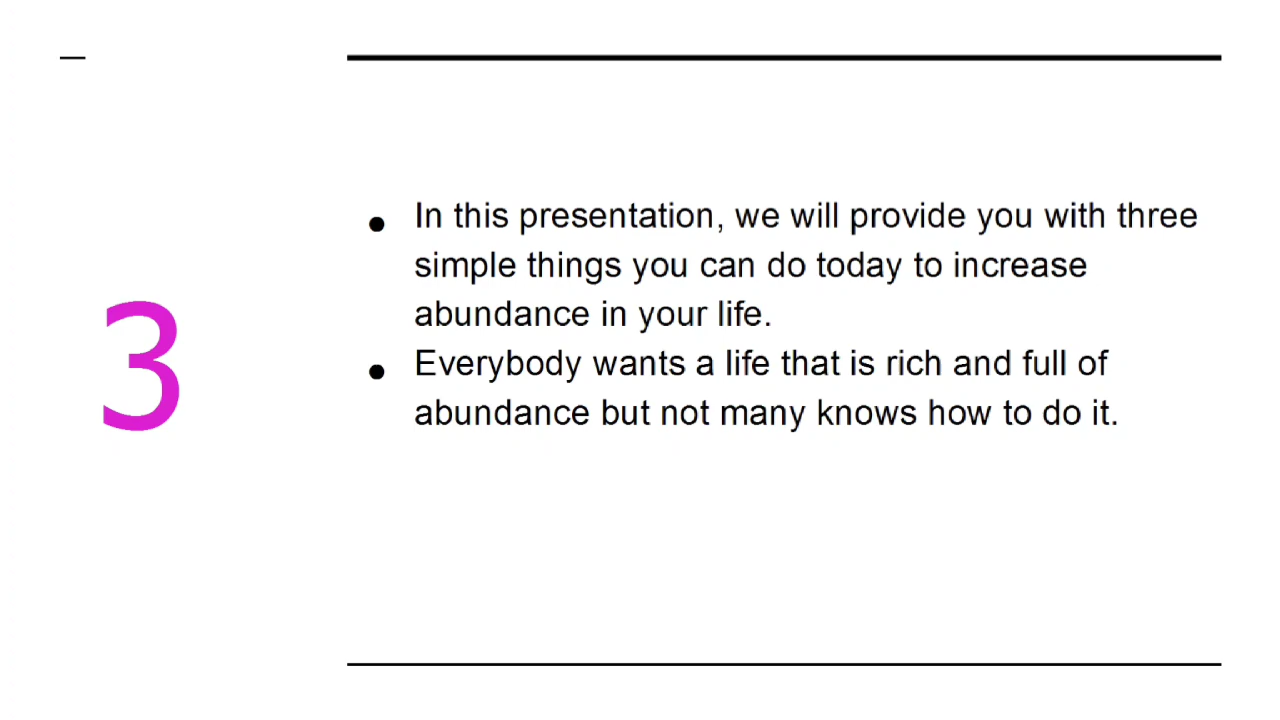 3
• In this presentation, we will provide you with three
simple things you can do today to increase
abundance in your life.
• Everybody wants a life that is rich and full of
abundance but not many knows how to do it.